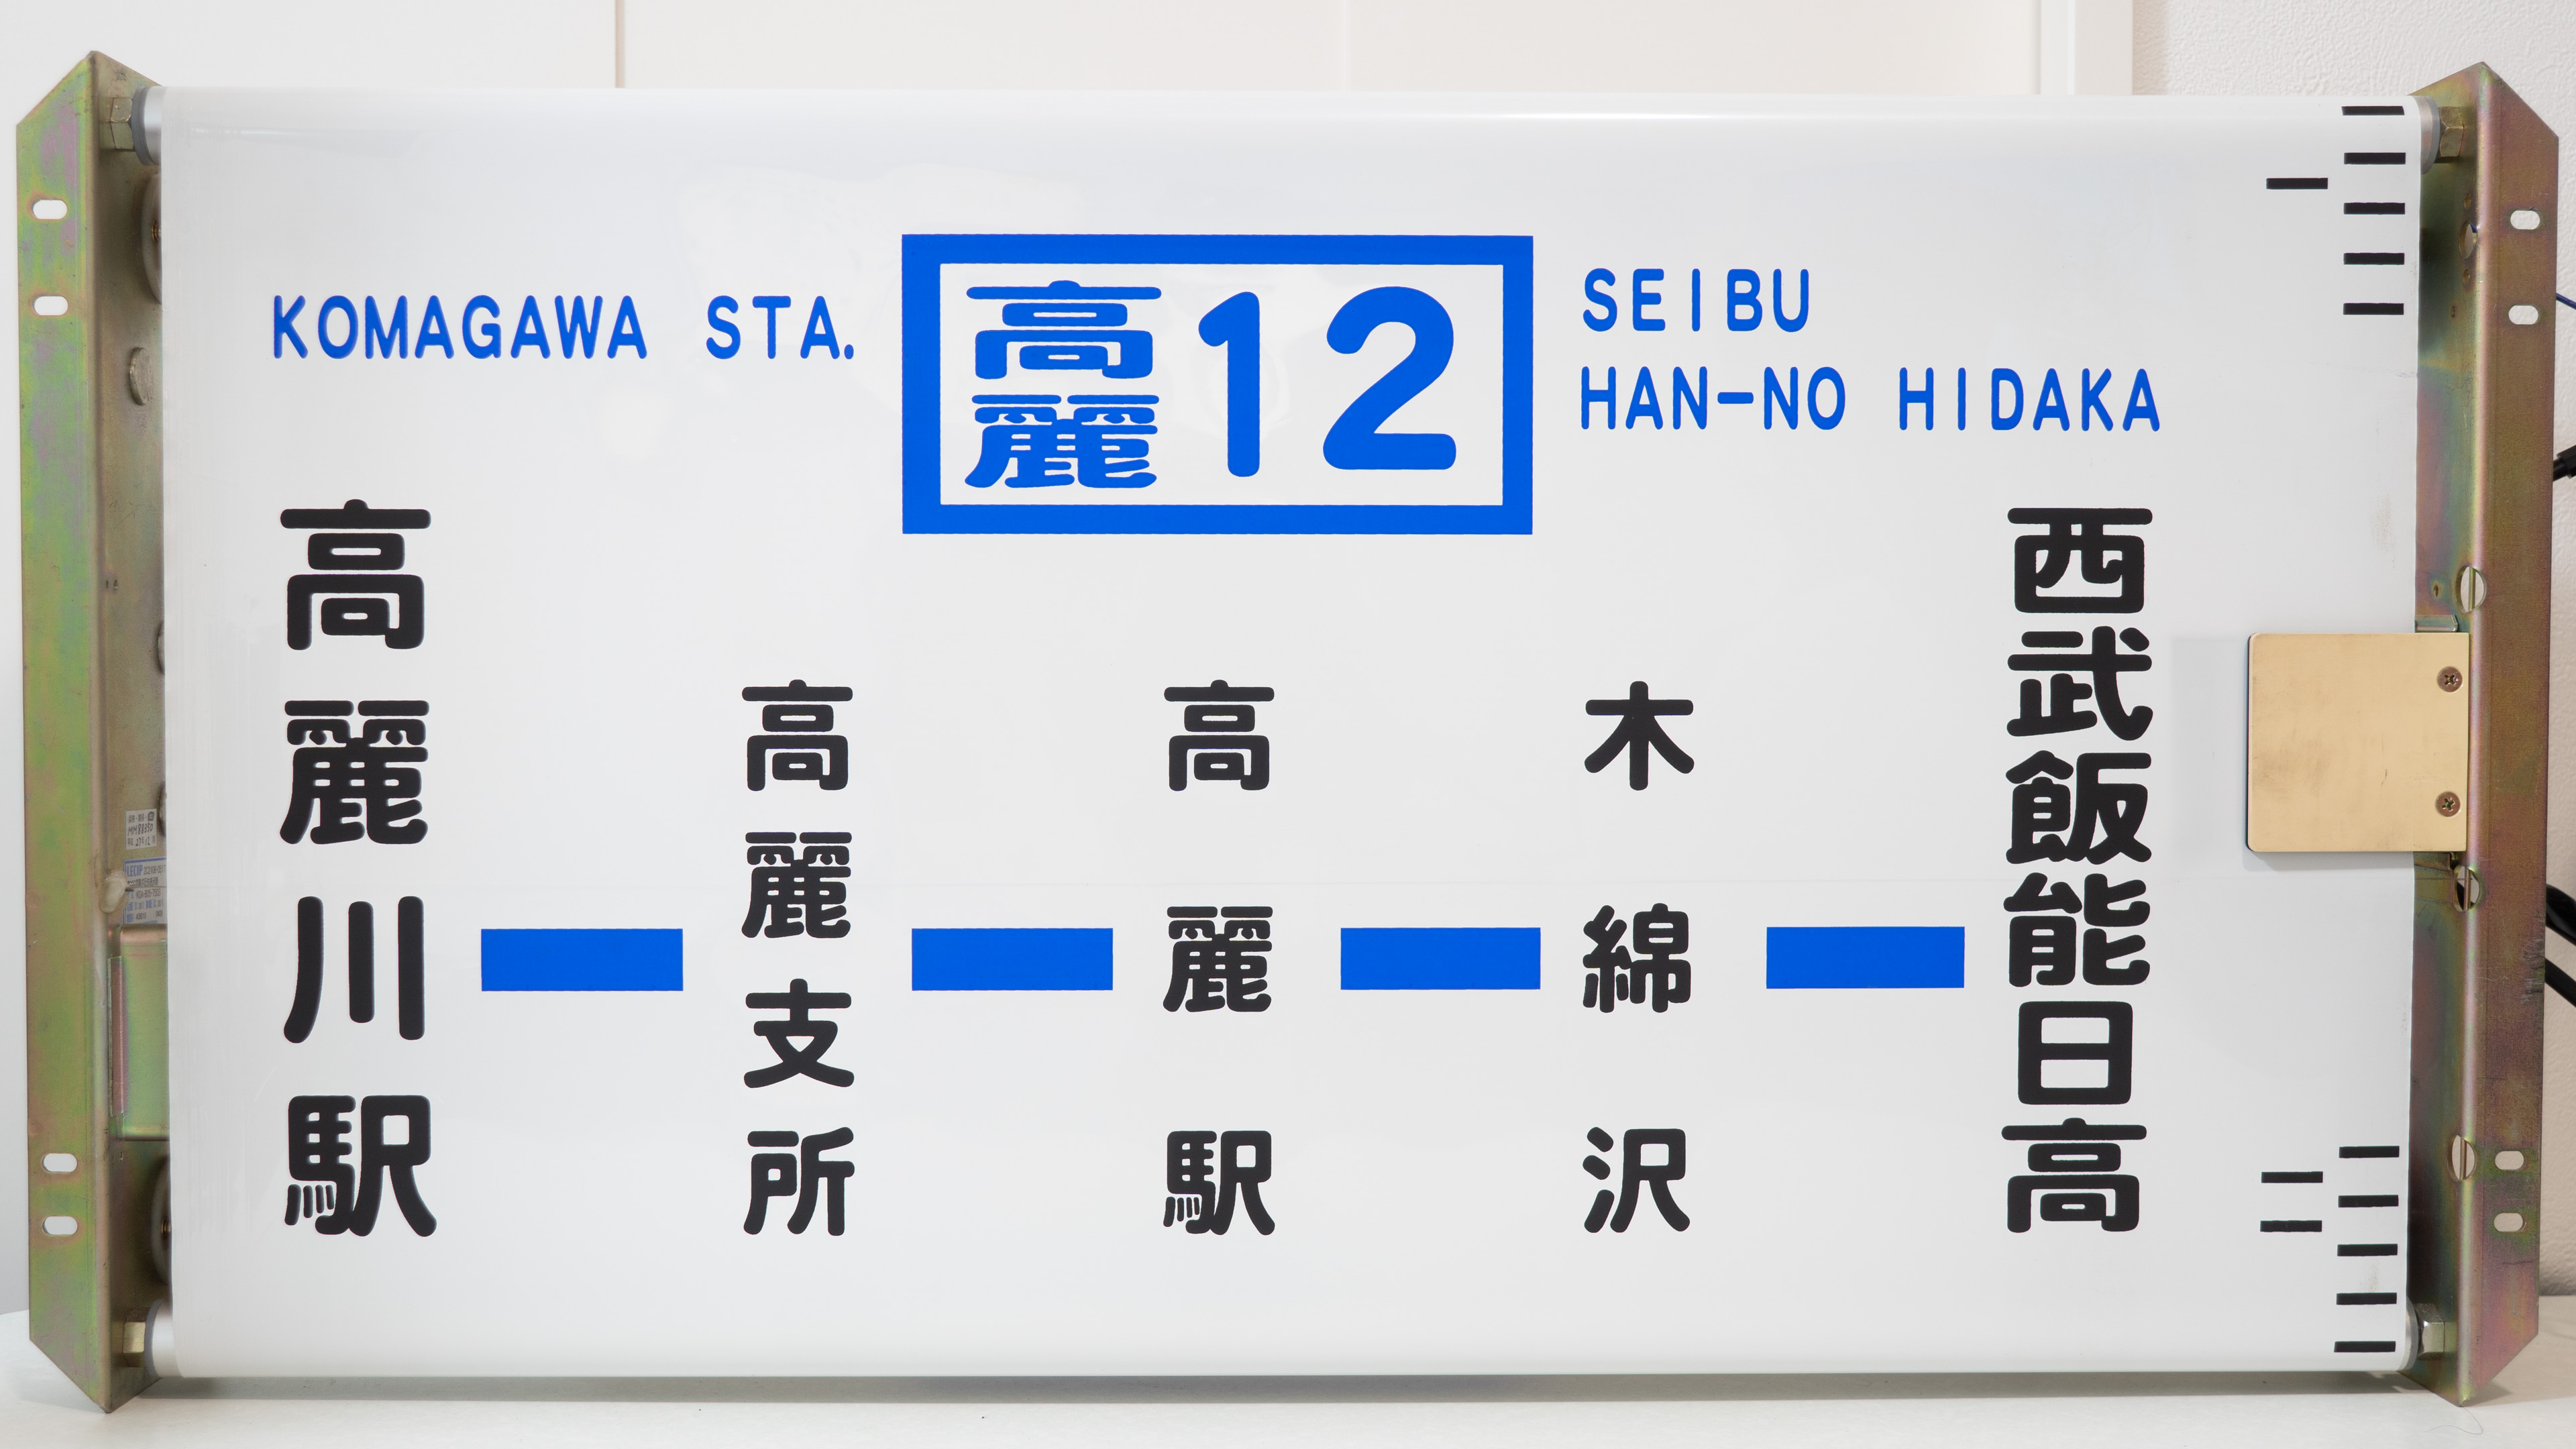 KOMAGAWA STA.
高麗12
SEIBU
HAN-NO HIDAKA
高麗川駅
高麗支所
高麗駅
木綿沢
西武飯能日高
LECIP